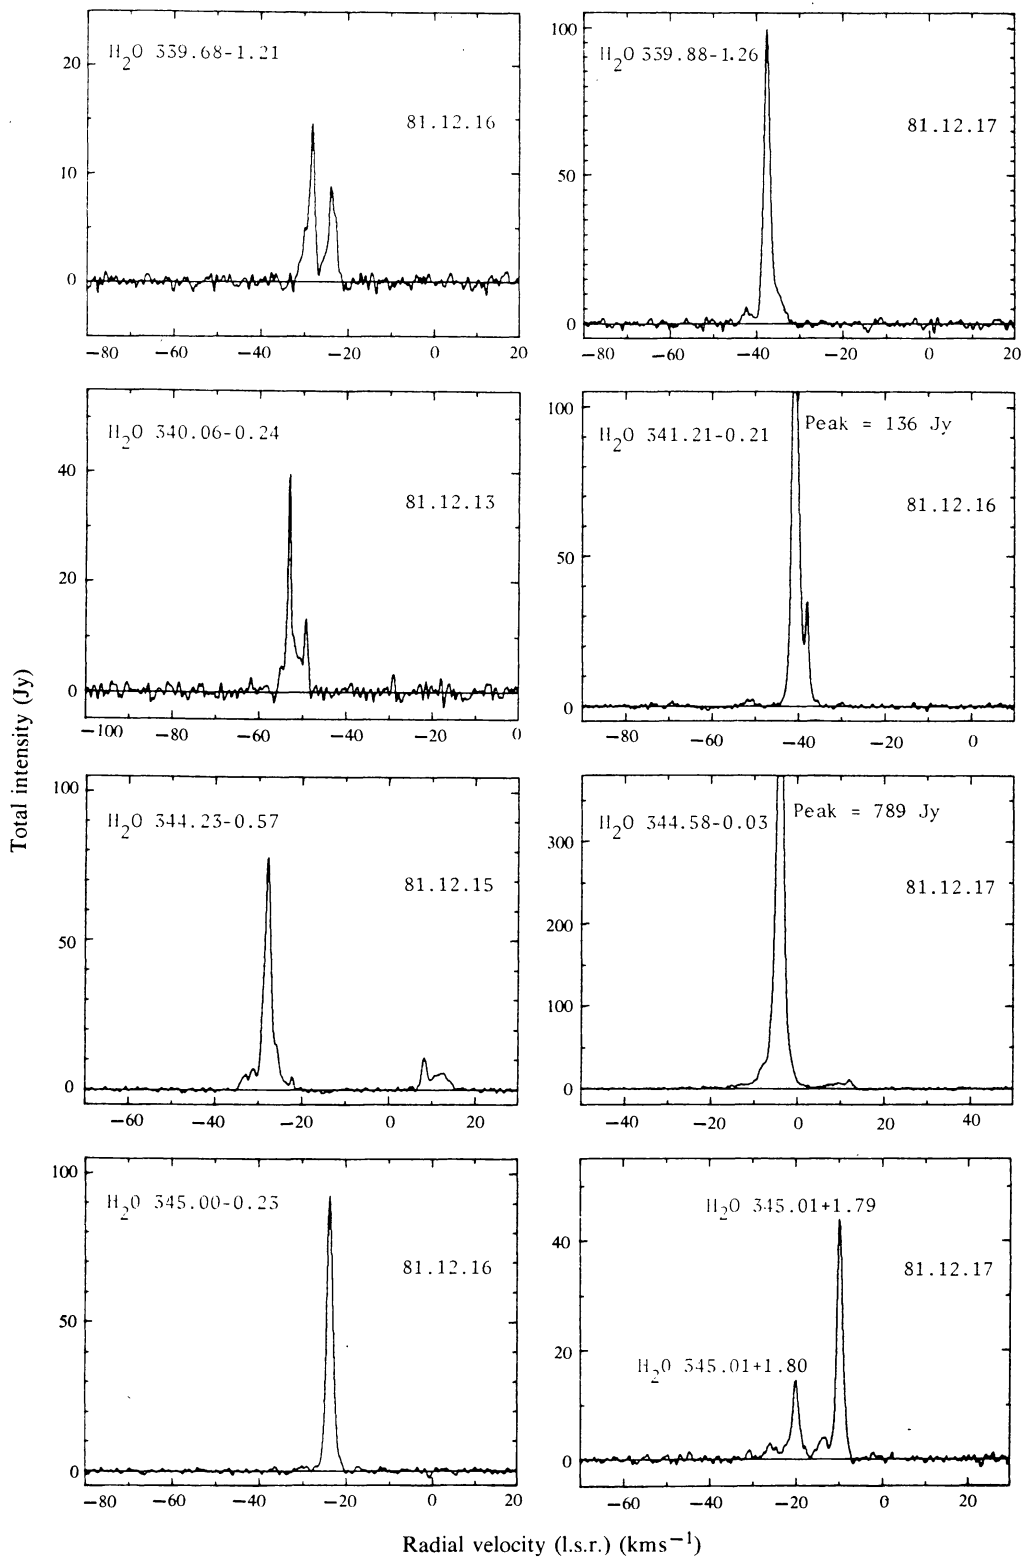 H2O 339.68-1.21
81.12.16
20
10
0
−80 −60 −40 −20 0 20
H2O 339.88-1.26
81.12.17
100
50
0
−80 −60 −40 −20 0 20
H2O 340.06-0.24
81.12.13
40
20
0
−100 −80 −60 −40 −20 0
H2O 341.21-0.21
Peak = 136 Jy
81.12.16
100
50
0
−80 −60 −40 −20 0
Total intensity (Jy)
H2O 344.23-0.57
81.12.15
100
50
0
−60 −40 −20 0 20
H2O 344.58-0.03
Peak = 789 Jy
81.12.17
300
200
100
0
−40 −20 0 20 40
H2O 345.00-0.23
81.12.16
100
50
0
−80 −60 −40 −20 0 20
H2O 345.01+1.79
81.12.17
H2O 345.01+1.80
40
20
0
−60 −40 −20 0 20
Radial velocity (l.s.r.) (kms−1)